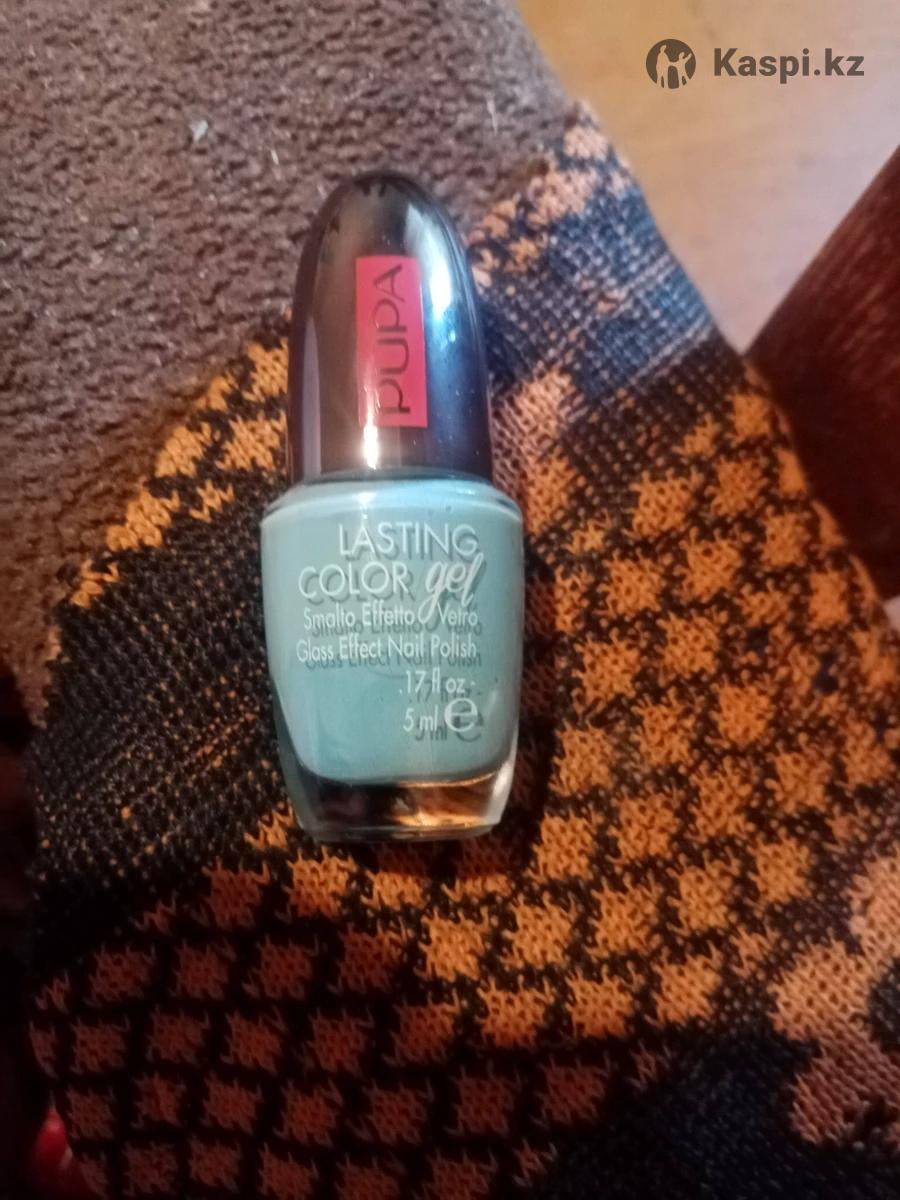 Kaspi.kz
PUPA
LASTING
COLOR gel
Smalto Effetto Vetro
Glass Effect Nail Polish
.17 fl oz -
5 ml e